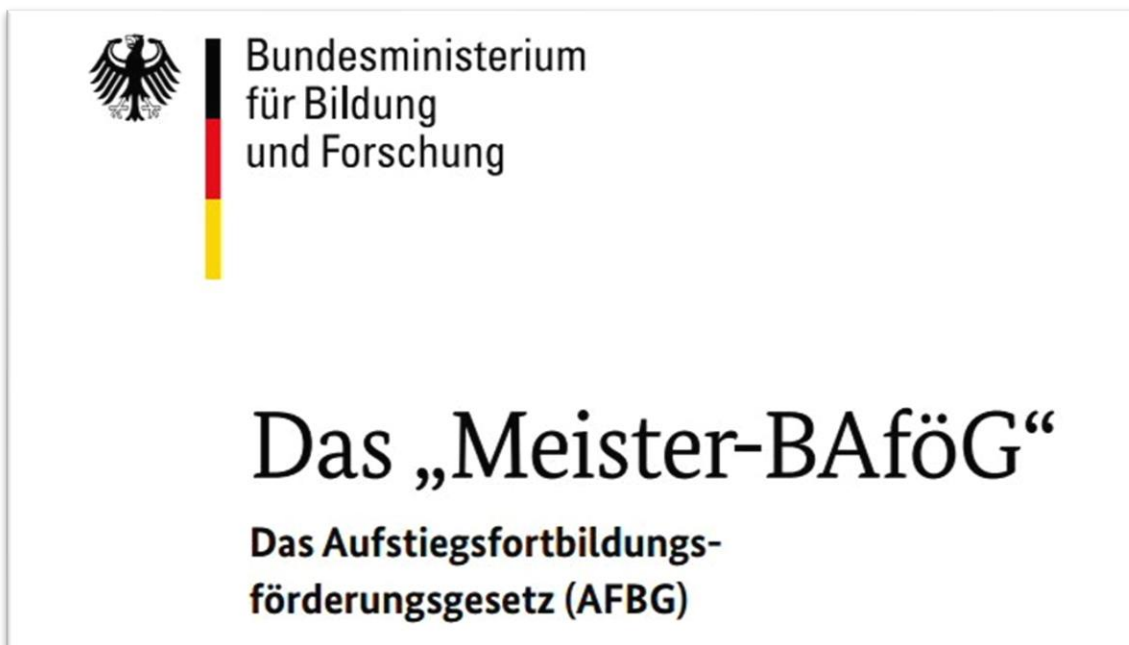 Bundesministerium
für Bildung
und Forschung
Das „Meister-BAföG“
Das Aufstiegsfortbildungs-
förderungsgesetz (AFBG)